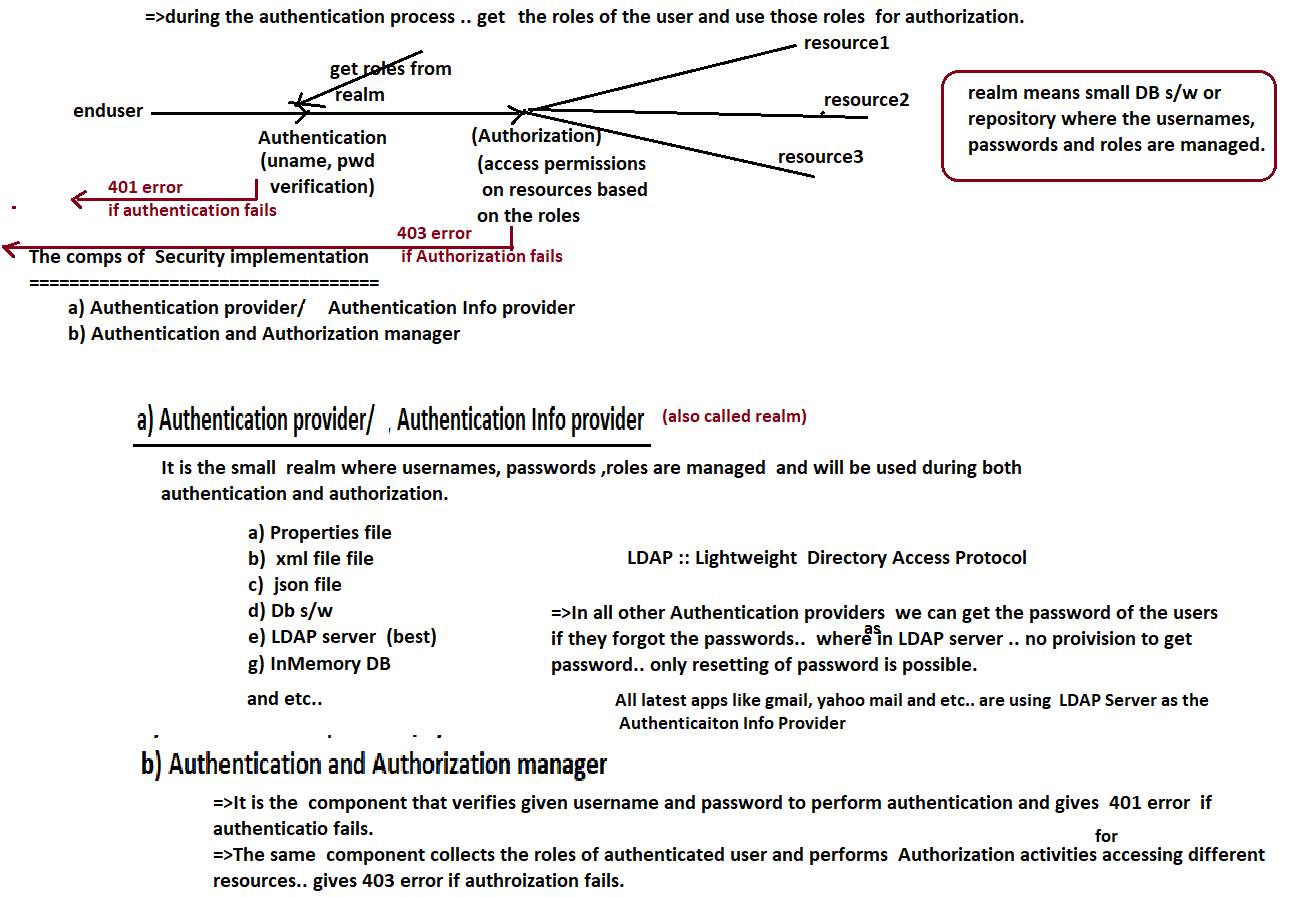 =>during the authentication process .. get the roles of the user and use those roles for authorization.
resource1
get roles from
realm
enduser
resource2
realm means small DB s/w or
repository where the usernames,
passwords and roles are managed.
Authentication
(uname, pwd
verification)
(Authorization)
(access permissions
on resources based
on the roles
resource3
401 error
if authentication fails
403 error
if Authorization fails
The comps of Security implementation
===================================
a) Authentication provider/ Authentication Info provider
b) Authentication and Authorization manager
a) Authentication provider/ , Authentication Info provider (also called realm)
It is the small realm where usernames, passwords ,roles are managed and will be used during both
authentication and authorization.
a) Properties file
b) xml file file
c) json file
d) Db s/w
e) LDAP server (best)
g) InMemory DB
and etc..
LDAP :: Lightweight Directory Access Protocol
=>In all other Authentication providers we can get the password of the users
if they forgot the passwords.. where as in LDAP server .. no proivision to get
password.. only resetting of password is possible.
All latest apps like gmail, yahoo mail and etc.. are using LDAP Server as the
Authenticaiton Info Provider
b) Authentication and Authorization manager
=>It is the component that verifies given username and password to perform authentication and gives 401 error if
authenticatio fails.
=>The same component collects the roles of authenticated user and performs Authorization activities for accessing different
resources.. gives 403 error if authroization fails.